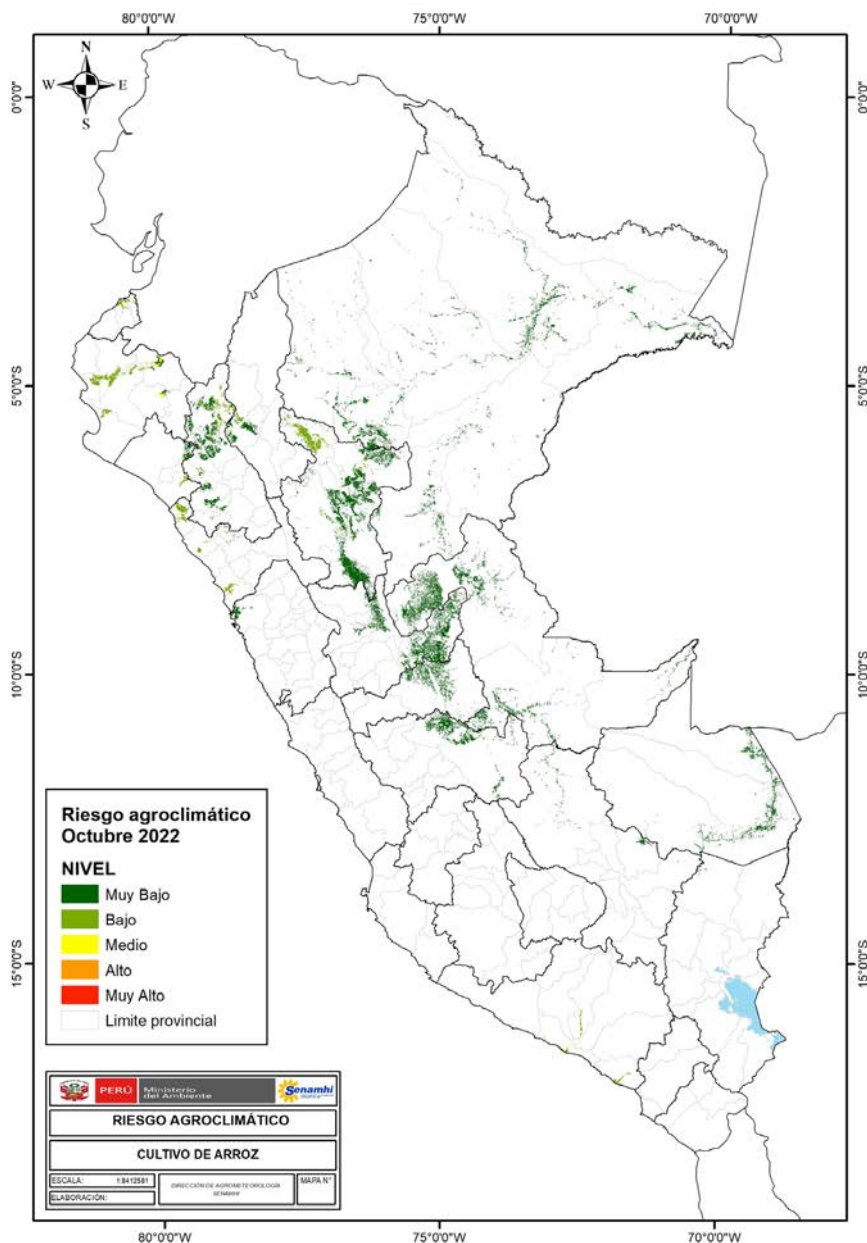 80°0'0"W 75°0'0"W 70°0'0"W
N
W E
S
0°0'0" 0°0'0"
5°0'0"S 5°0'0"S
10°0'0"S 10°0'0"S
15°0'0"S 15°0'0"S
Riesgo agroclimático
Octubre 2022
NIVEL
Muy Bajo
Bajo
Medio
Alto
Muy Alto
Limite provincial
PERÚ
Ministerio
del Ambiente
Senamhi
RIESGO AGROCLIMÁTICO
CULTIVO DE ARROZ
ESCALA: 1:8412581
DIRECCIÓN DE AGROMETEOROLOGÍA
SENAMHI
MAPA N°
ELABORACIÓN:
80°0'0"W 75°0'0"W 70°0'0"W